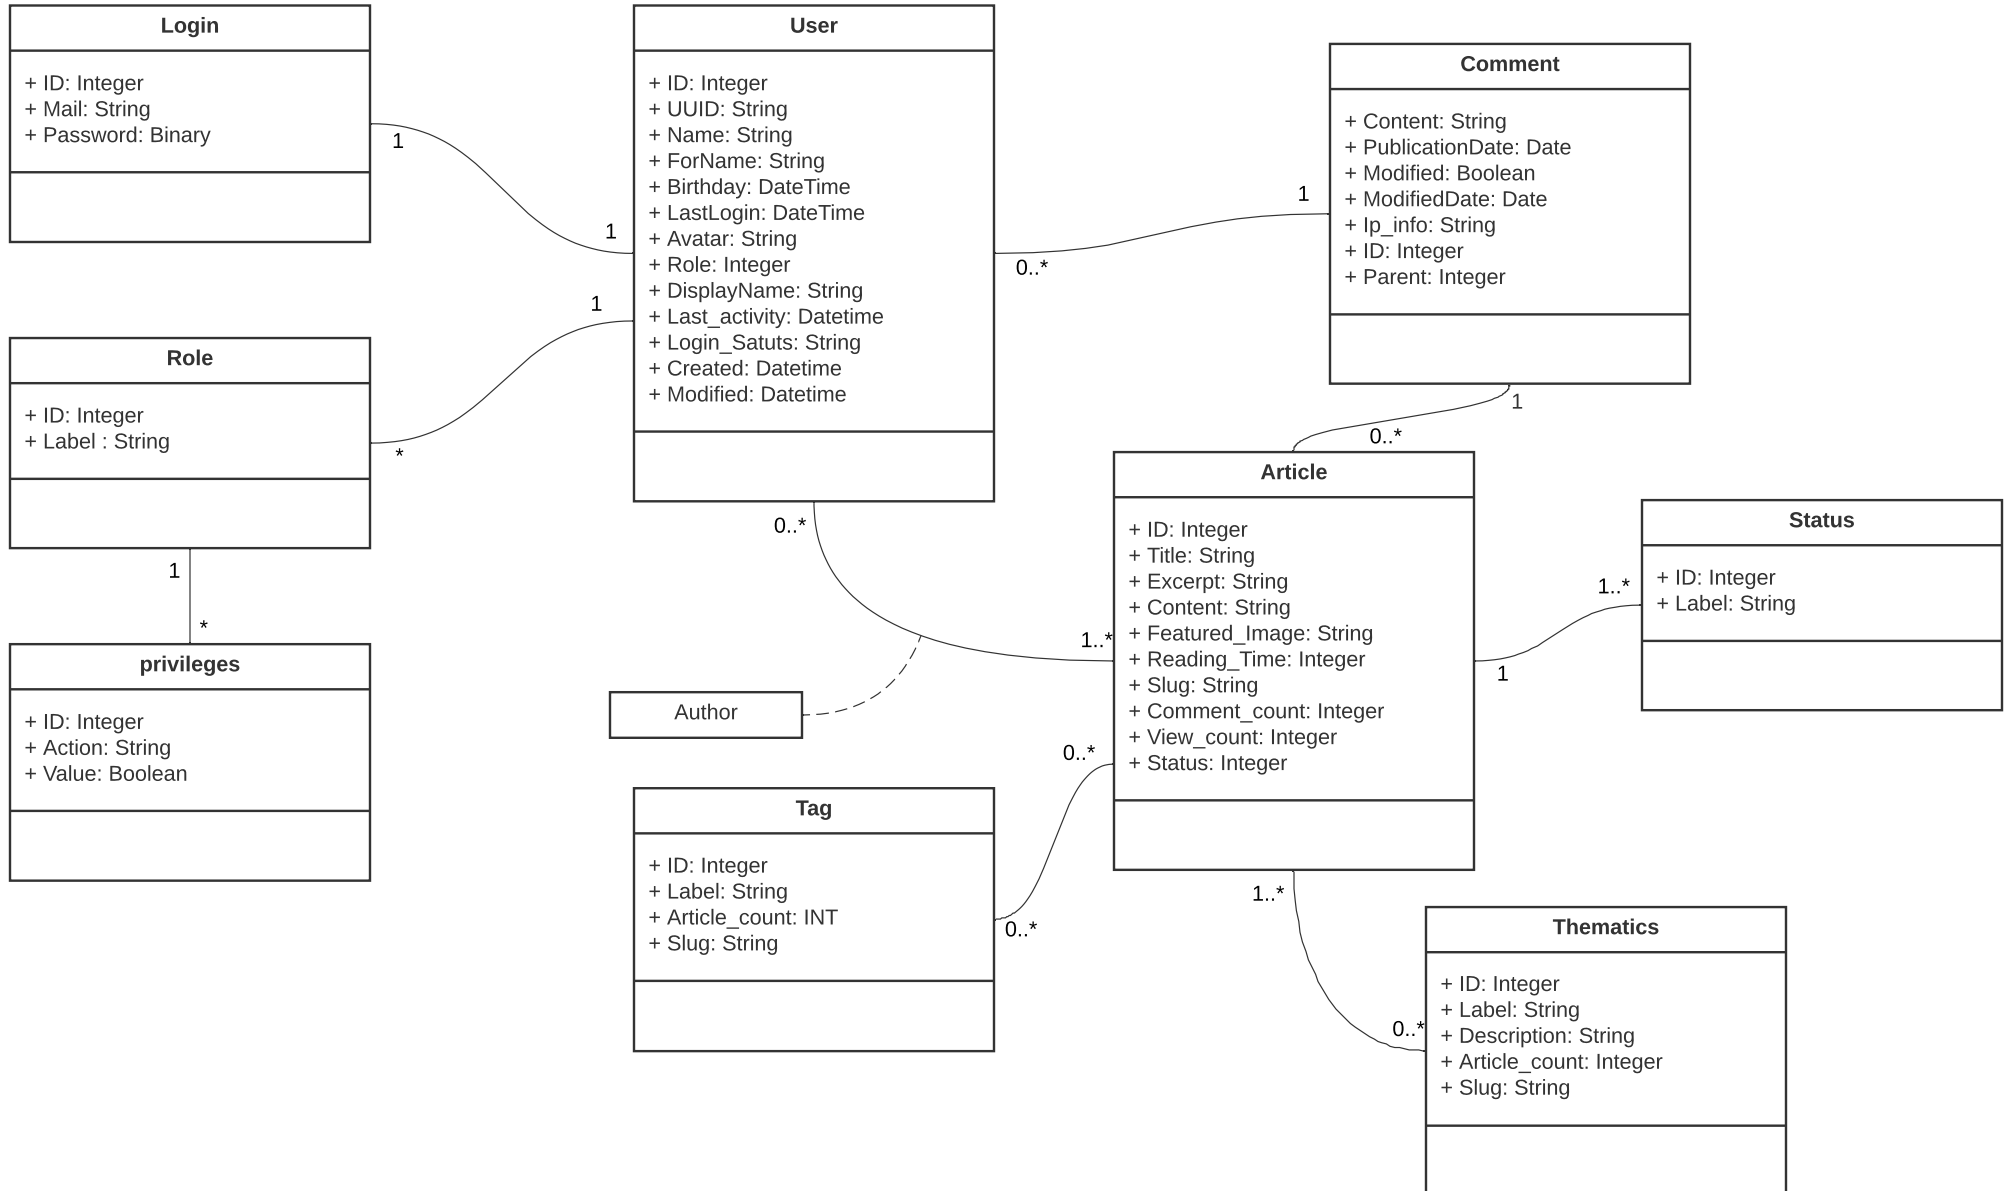 Login
+ ID: Integer
+ Mail: String
+ Password: Binary
1
1
User
+ ID: Integer
+ UUID: String
+ Name: String
+ ForName: String
+ Birthday: DateTime
+ LastLogin: DateTime
+ Avatar: String
+ Role: Integer
+ DisplayName: String
+ Last_activity: Datetime
+ Login_Satuts: String
+ Created: Datetime
+ Modified: Datetime
0..*
1
Comment
+ Content: String
+ PublicationDate: Date
+ Modified: Boolean
+ ModifiedDate: Date
+ Ip_info: String
+ ID: Integer
+ Parent: Integer
1
0..*
1
*
Role
+ ID: Integer
+ Label : String
1
*
privileges
+ ID: Integer
+ Action: String
+ Value: Boolean
0..*
1..*
Author
Article
+ ID: Integer
+ Title: String
+ Excerpt: String
+ Content: String
+ Featured_Image: String
+ Reading_Time: Integer
+ Slug: String
+ Comment_count: Integer
+ View_count: Integer
+ Status: Integer
1
1..*
Status
+ ID: Integer
+ Label: String
0..*
0..*
Tag
+ ID: Integer
+ Label: String
+ Article_count: INT
+ Slug: String
1..*
0..*
Thematics
+ ID: Integer
+ Label: String
+ Description: String
+ Article_count: Integer
+ Slug: String